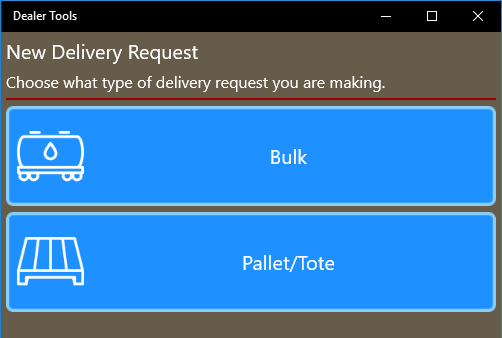 Dealer Tools
New Delivery Request
Choose what type of delivery request you are making.
Bulk
Pallet/Tote